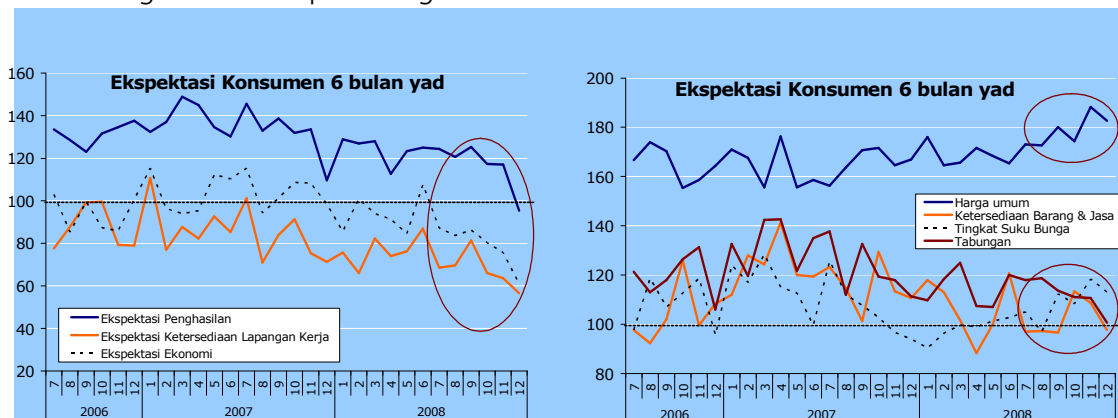 Ekspektasi Konsumen 6 bulan yad
160
140
120
100
80
60
40
20
Ekspektasi Penghasilan
Ekspektasi Ketersediaan Lapangan Kerja
Ekspektasi Ekonomi
7 8 9 10 11 12 1 2 3 4 5 6 7 8 9 10 11 12 1 2 3 4 5 6 7 8 9 10 11 12
2006 2007 2008
Ekspektasi Konsumen 6 bulan yad
200
180
160
140
120
100
80
Harga umum
Ketersediaan Barang & Jasa
Tingkat Suku Bunga
Tabungan
7 8 9 10 11 12 1 2 3 4 5 6 7 8 9 10 11 12 1 2 3 4 5 6 7 8 9 10 11 12
2006 2007 2008